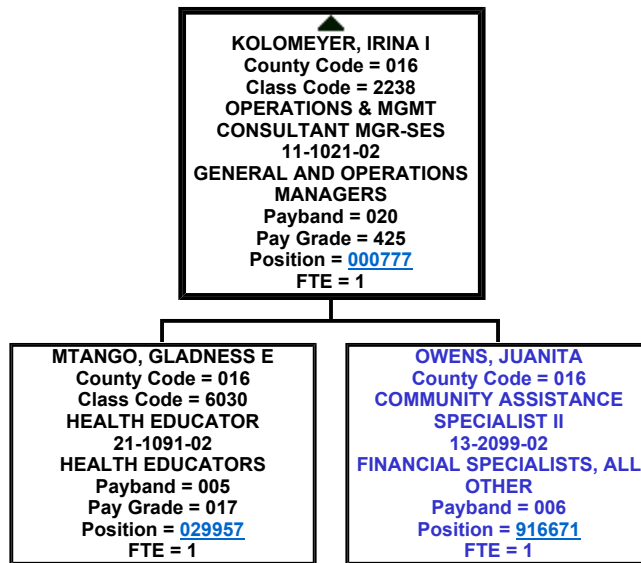 KOLOMEYER, IRINA I
County Code = 016
Class Code = 2238
OPERATIONS & MGMT
CONSULTANT MGR-SES
11-1021-02
GENERAL AND OPERATIONS
MANAGERS
Payband = 020
Pay Grade = 425
Position = 000777
FTE = 1
MTANGO, GLADNESS E
County Code = 016
Class Code = 6030
HEALTH EDUCATOR
21-1091-02
HEALTH EDUCATORS
Payband = 005
Pay Grade = 017
Position = 029957
FTE = 1
OWENS, JUANITA
County Code = 016
COMMUNITY ASSISTANCE
SPECIALIST II
13-2099-02
FINANCIAL SPECIALISTS, ALL
OTHER
Payband = 006
Position = 916671
FTE = 1